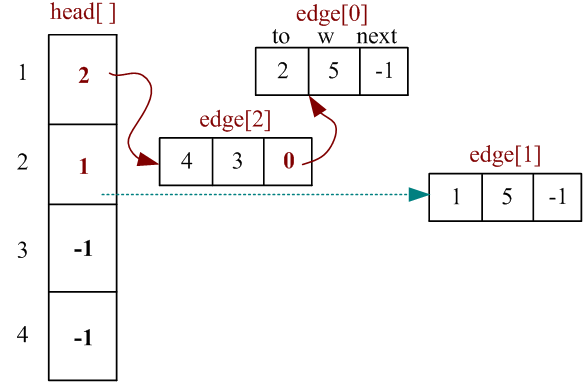 head[ ]
edge[0]
to w next
1 2 2 5 -1
edge[2]
2 1 4 3 0
edge[1]
1 5 -1
3 -1
4 -1